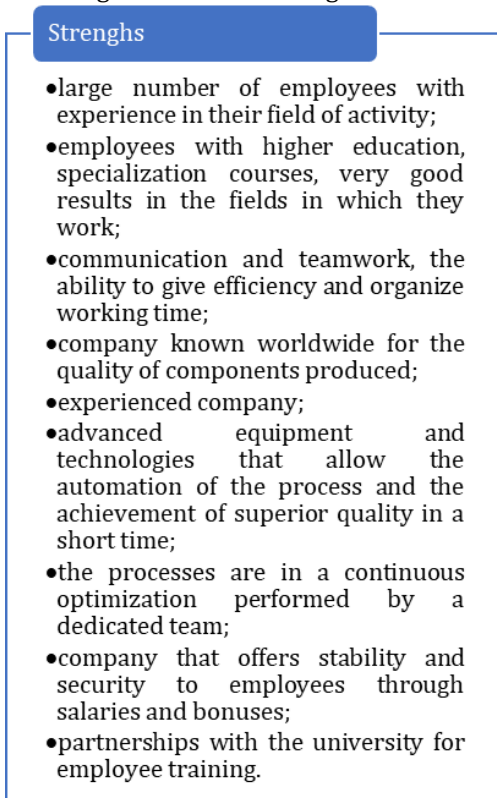 Strenghs
•large number of employees with
experience in their field of activity;
•employees with higher education,
specialization courses, very good
results in the fields in which they
work;
•communication and teamwork, the
ability to give efficiency and organize
working time;
•company known worldwide for the
quality of components produced;
•experienced company;
•advanced equipment and
technologies that allow the
automation of the process and the
achievement of superior quality in a
short time;
•the processes are in a continuous
optimization performed by a
dedicated team;
•company that offers stability and
security to employees through
salaries and bonuses;
•partnerships with the university for
employee training.